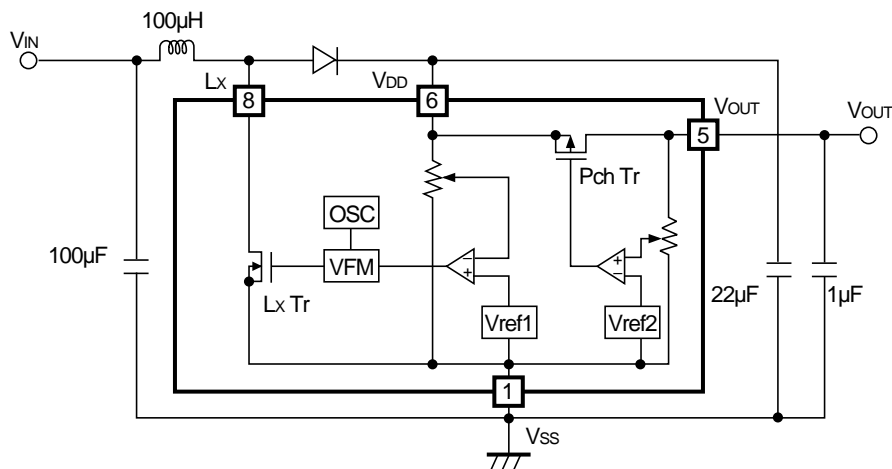 100µH
VIN
LX
VDD
VOUT
VOUT
8
6
5
Pch Tr
OSC
VFM
− +
+ −
100µF
LX Tr
Vref1
Vref2
22µF
1µF
1
VSS